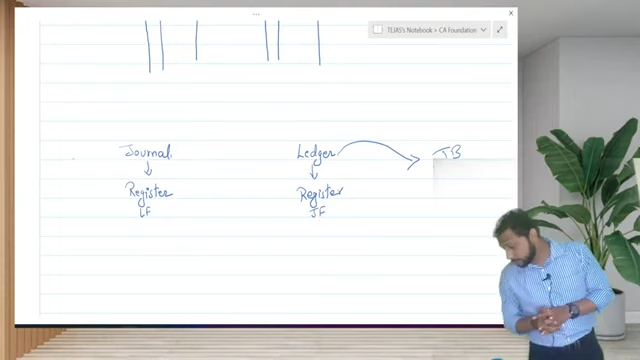 TEJAS's Notebook > CA Foundation
Journal. Ledger TB
Register Register
LF JF